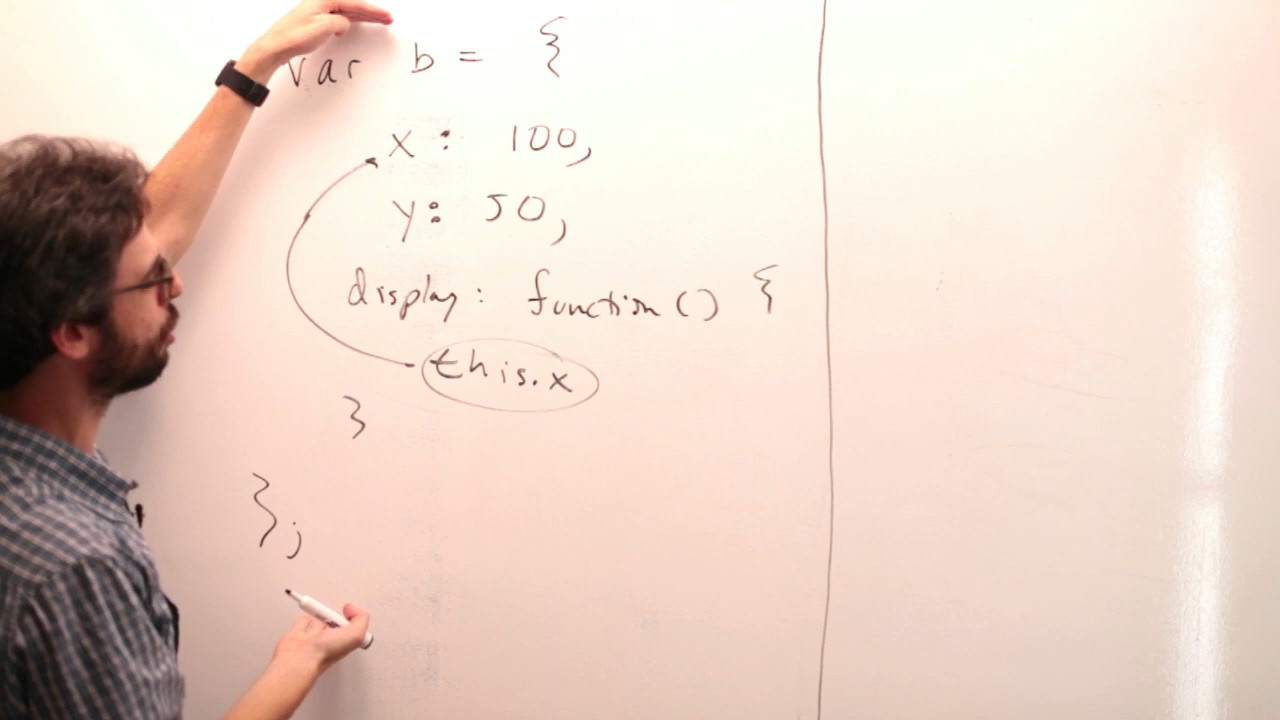 var b = {
x: 100,
y: 50,
display: function() {
this.x
}
};